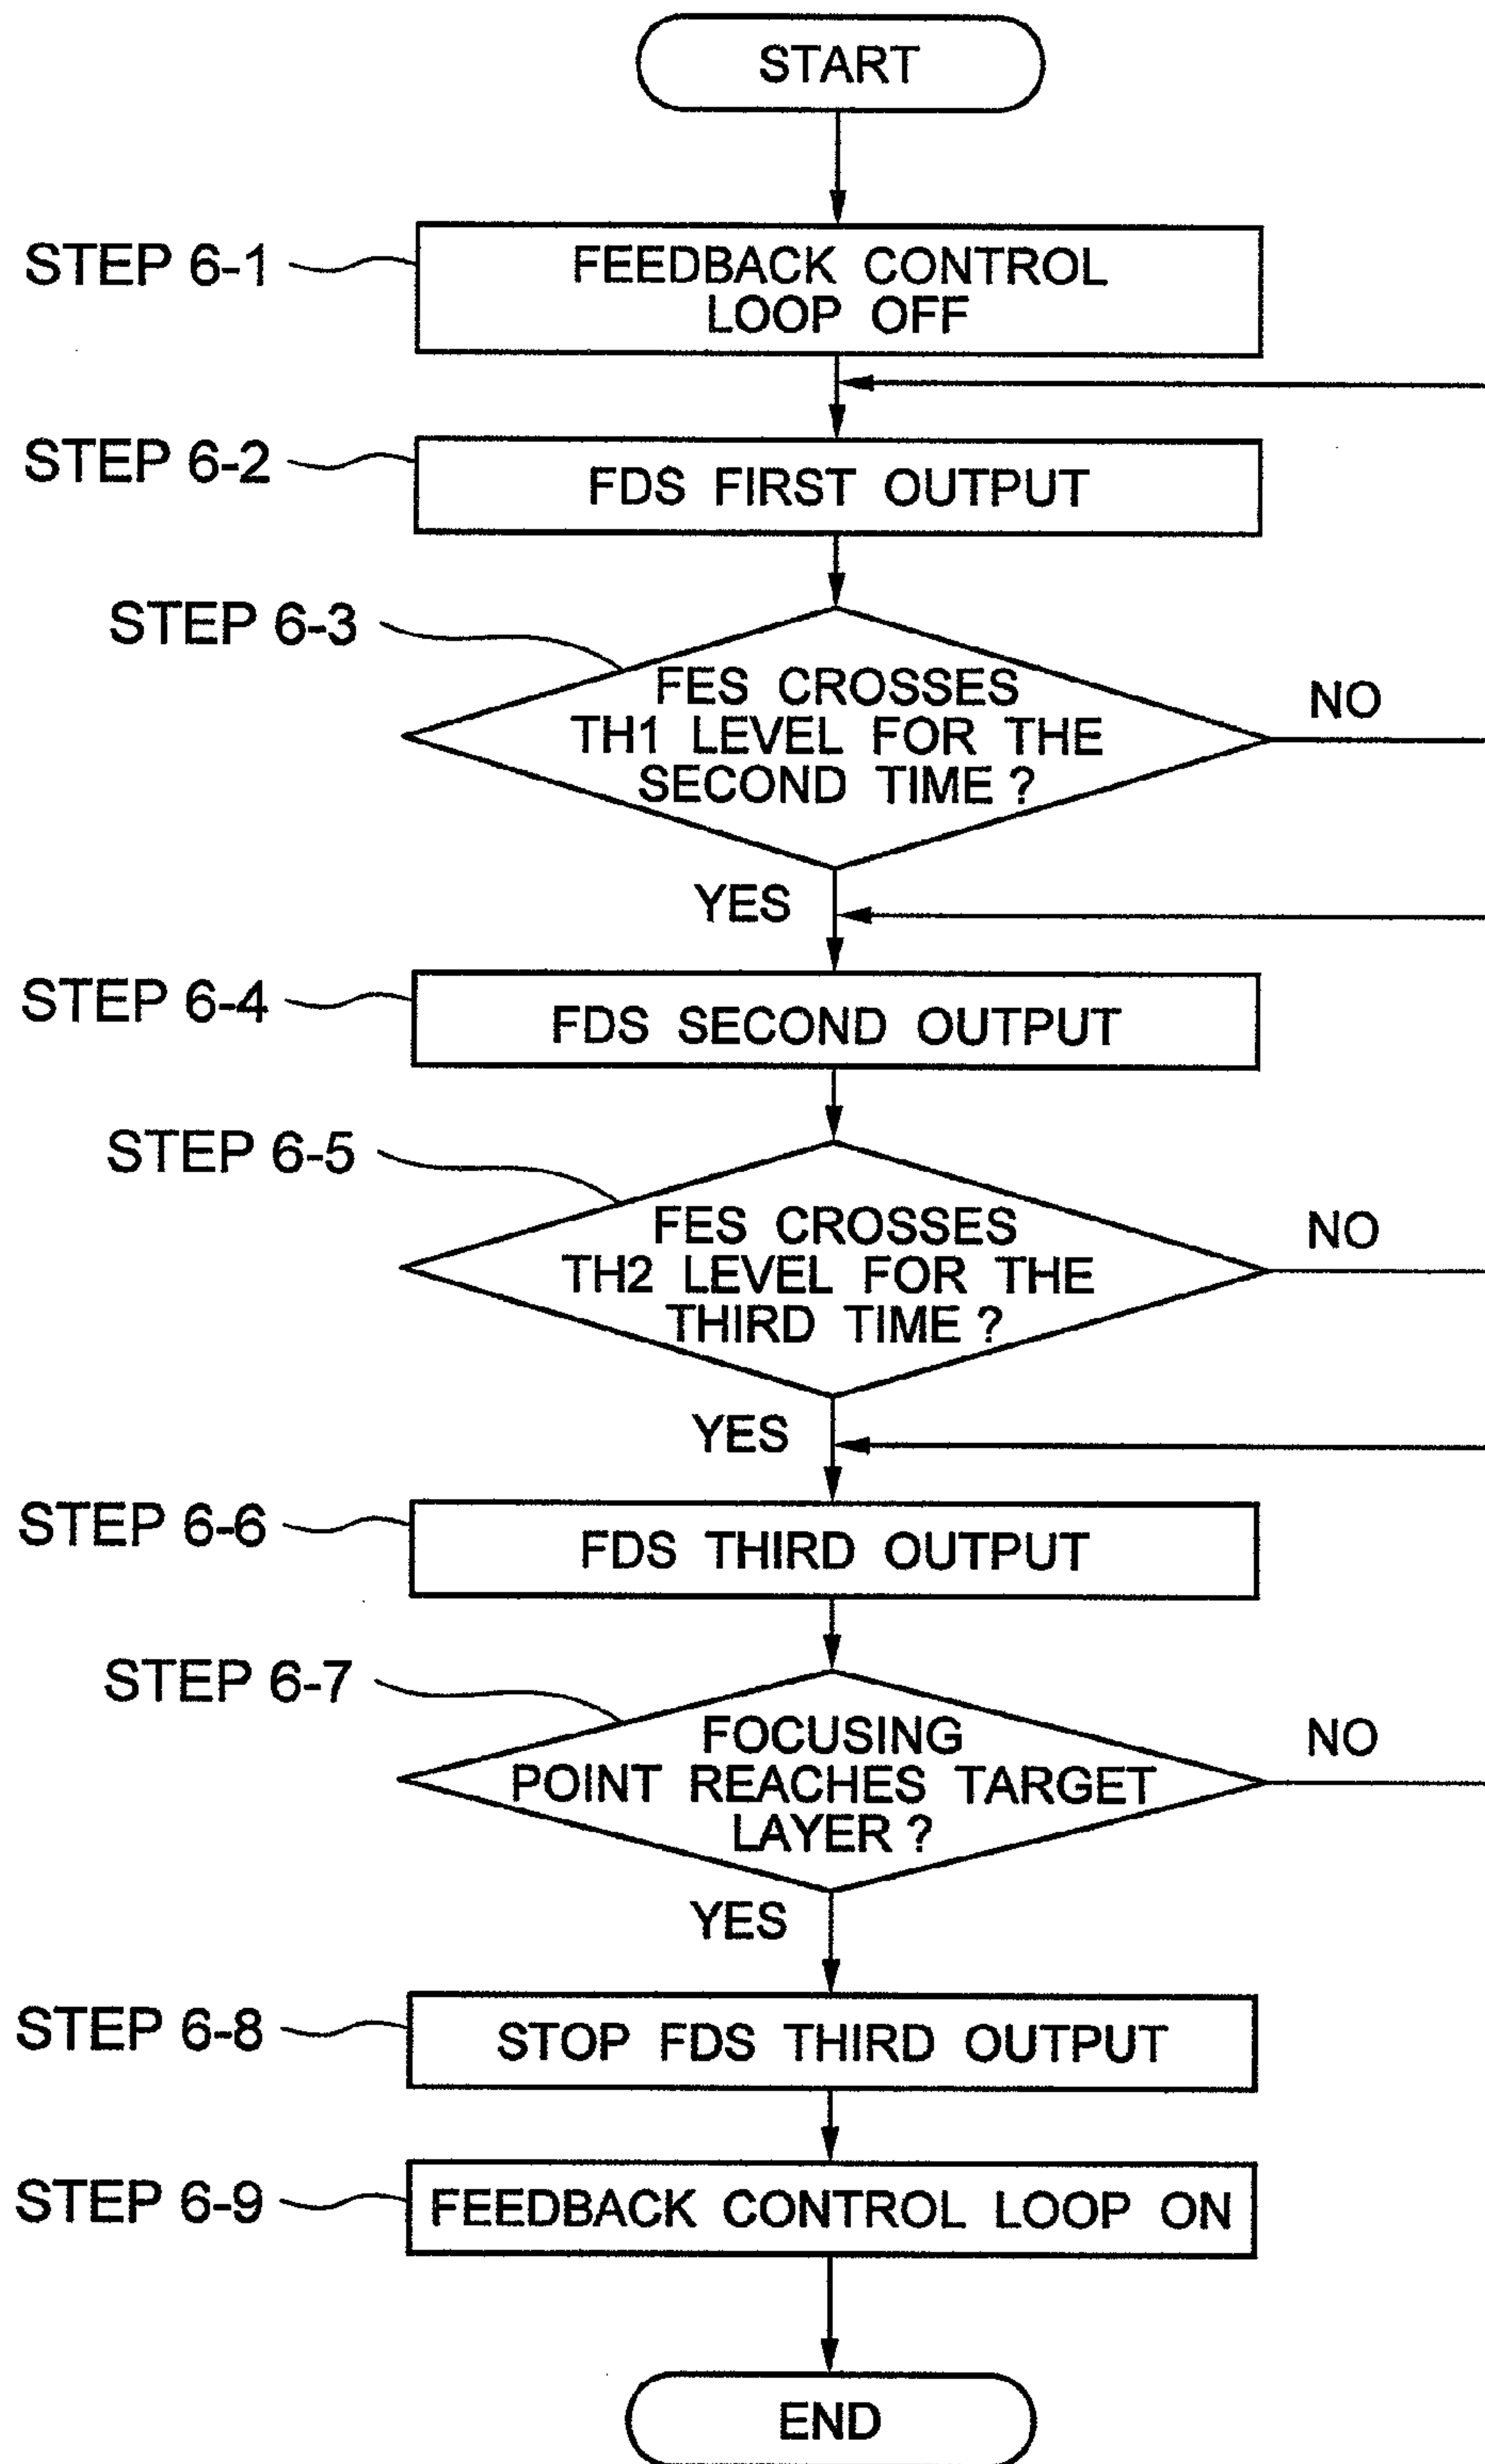 START
STEP 6-1
FEEDBACK CONTROL
LOOP OFF
STEP 6-2
FDS FIRST OUTPUT
STEP 6-3
FES CROSSES
TH1 LEVEL FOR THE
SECOND TIME ?
NO
YES
STEP 6-4
FDS SECOND OUTPUT
STEP 6-5
FES CROSSES
TH2 LEVEL FOR THE
THIRD TIME ?
NO
YES
STEP 6-6
FDS THIRD OUTPUT
STEP 6-7
FOCUSING
POINT REACHES TARGET
LAYER ?
NO
YES
STEP 6-8
STOP FDS THIRD OUTPUT
STEP 6-9
FEEDBACK CONTROL LOOP ON
END